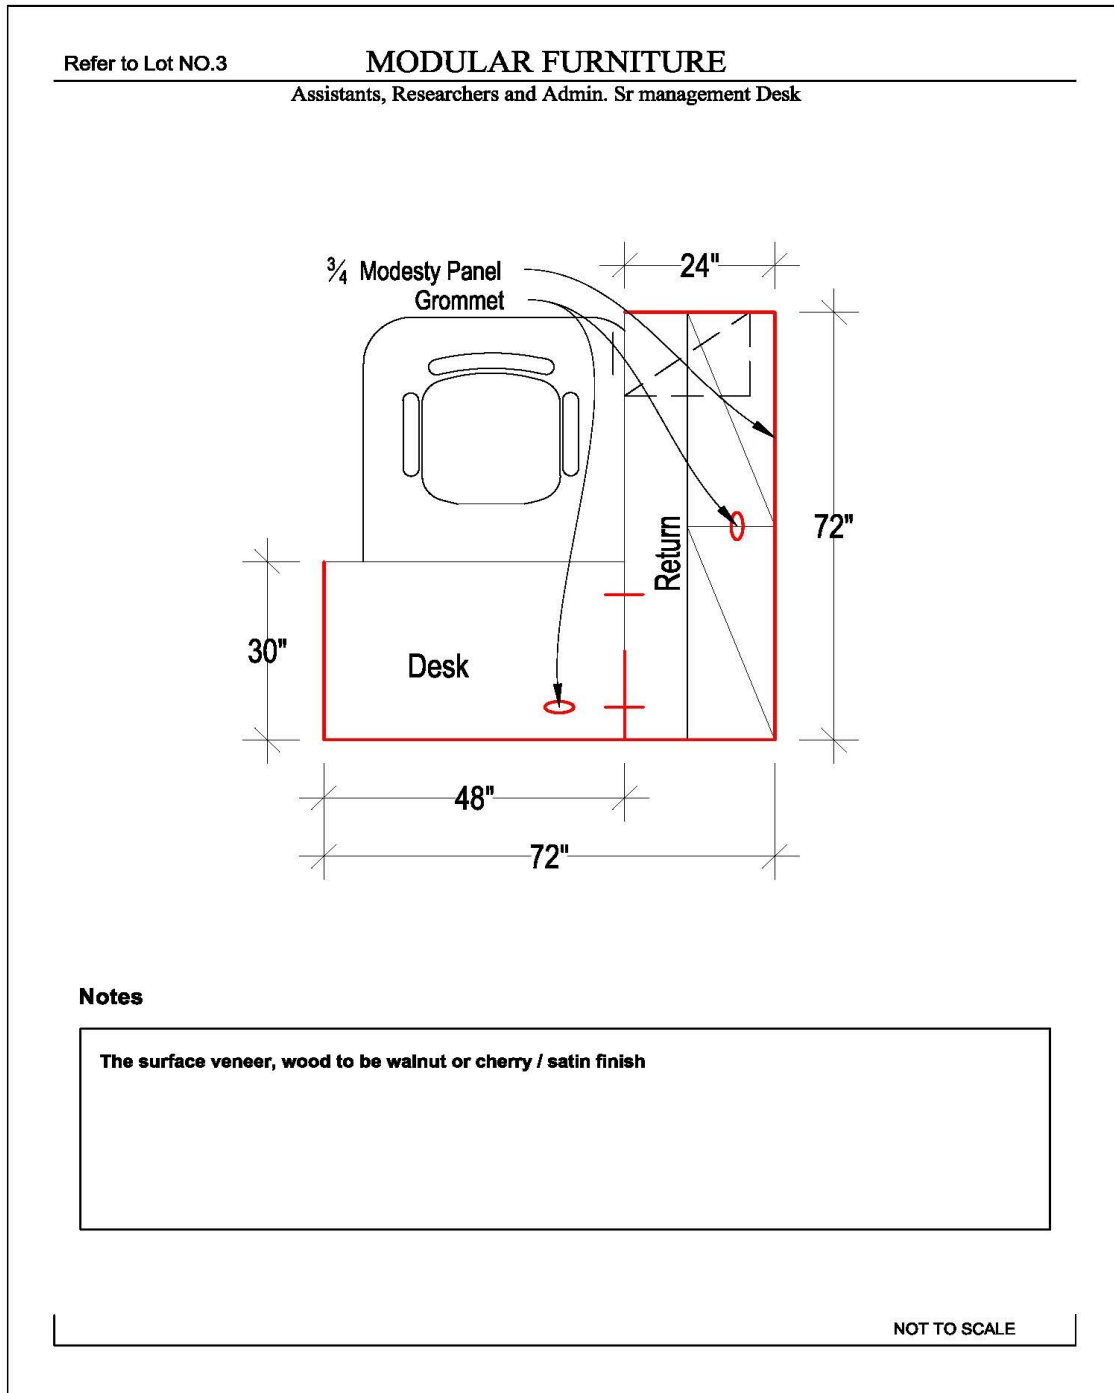 Refer to Lot NO.3
MODULAR FURNITURE
Assistants, Researchers and Admin. Sr management Desk
¾ Modesty Panel
Grommet
24"
72"
Return
30"
Desk
48"
72"
Notes
The surface veneer, wood to be walnut or cherry / satin finish
NOT TO SCALE